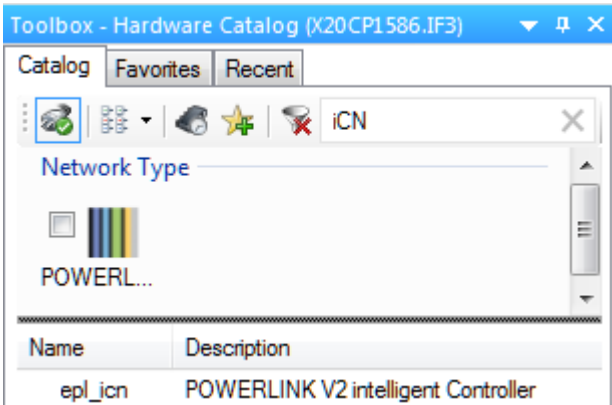 Toolbox - Hardware Catalog (X20CP1586.IF3)
Catalog Favorites Recent
iCN
Network Type
POWERL...
Name Description
epl_icn POWERLINK V2 intelligent Controller